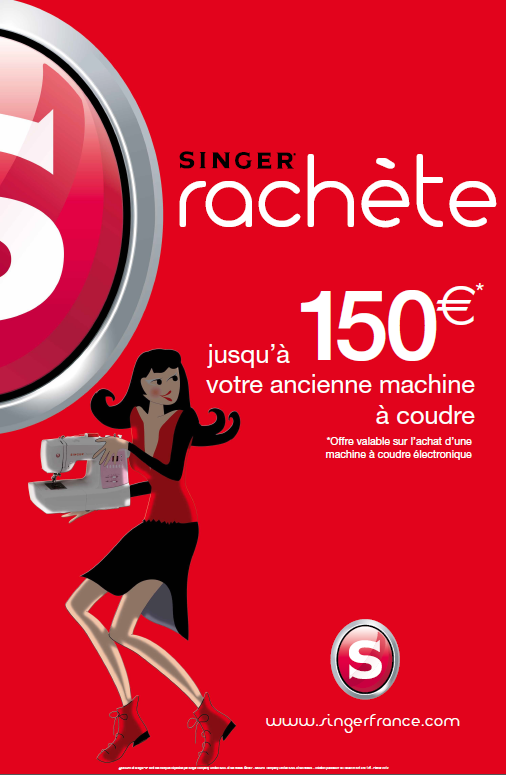 S
SINGER
rachète
jusqu'à 150€*
votre ancienne machine
à coudre
*Offre valable sur l'achat d'une
machine à coudre électronique
S
www.singerfrance.com